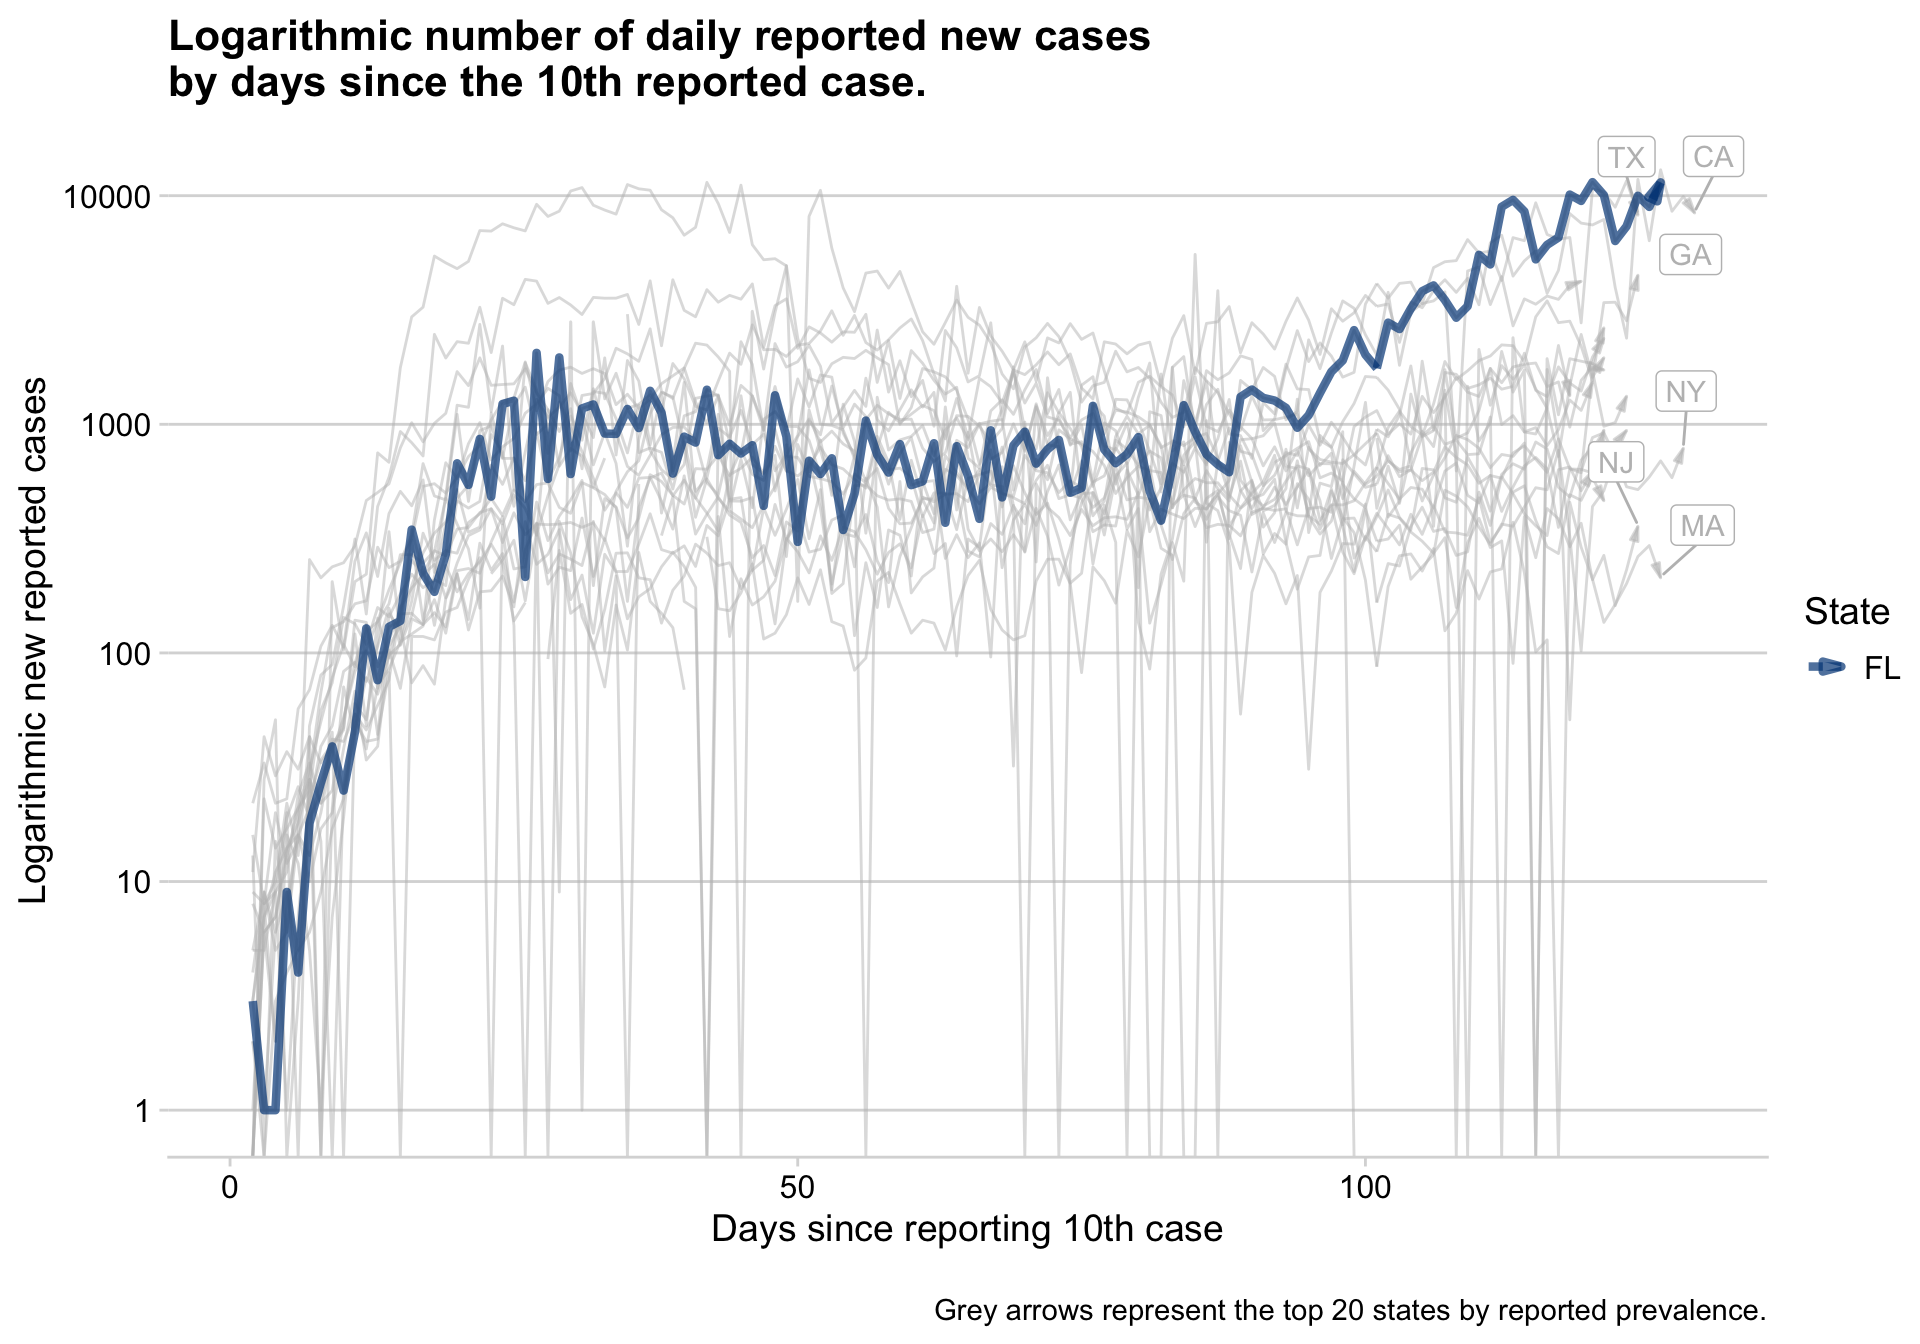 Logarithmic number of daily reported new cases
by days since the 10th reported case.
TX
CA
10000
GA
NY
1000
NJ
MA
Logarithmic new reported cases
State
FL
100
10
1
0
50
100
Days since reporting 10th case
Grey arrows represent the top 20 states by reported prevalence.